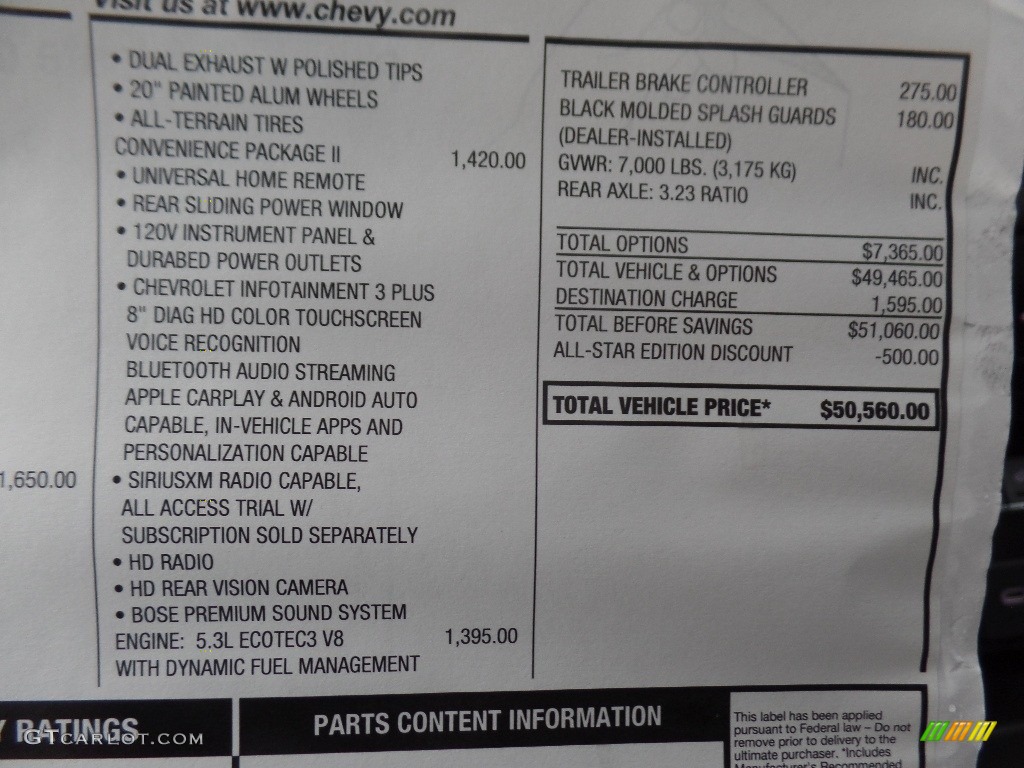 visit us at www.chevy.com
• DUAL EXHAUST W POLISHED TIPS
• 20" PAINTED ALUM WHEELS
• ALL-TERRAIN TIRES
CONVENIENCE PACKAGE II 1,420.00
• UNIVERSAL HOME REMOTE
• REAR SLIDING POWER WINDOW
• 120V INSTRUMENT PANEL &
DURABED POWER OUTLETS
• CHEVROLET INFOTAINMENT 3 PLUS
8" DIAG HD COLOR TOUCHSCREEN
VOICE RECOGNITION
BLUETOOTH AUDIO STREAMING
APPLE CARPLAY & ANDROID AUTO
CAPABLE, IN-VEHICLE APPS AND
PERSONALIZATION CAPABLE
1,650.00
• SIRIUSXM RADIO CAPABLE,
ALL ACCESS TRIAL W/
SUBSCRIPTION SOLD SEPARATELY
• HD RADIO
• HD REAR VISION CAMERA
• BOSE PREMIUM SOUND SYSTEM
ENGINE: 5.3L ECOTEC3 V8 1,395.00
WITH DYNAMIC FUEL MANAGEMENT
TRAILER BRAKE CONTROLLER 275.00
BLACK MOLDED SPLASH GUARDS 180.00
(DEALER-INSTALLED)
GVWR: 7,000 LBS. (3,175 KG) INC.
REAR AXLE: 3.23 RATIO INC.
TOTAL OPTIONS $7,365.00
TOTAL VEHICLE & OPTIONS $49,465.00
DESTINATION CHARGE 1,595.00
TOTAL BEFORE SAVINGS $51,060.00
ALL-STAR EDITION DISCOUNT -500.00
TOTAL VEHICLE PRICE* $50,560.00
Y RATINGS
GTCARLOT.COM
PARTS CONTENT INFORMATION
This label has been applied
pursuant to Federal law – Do not
remove prior to delivery to the
ultimate purchaser. *Includes
Manufacturer's Recommended